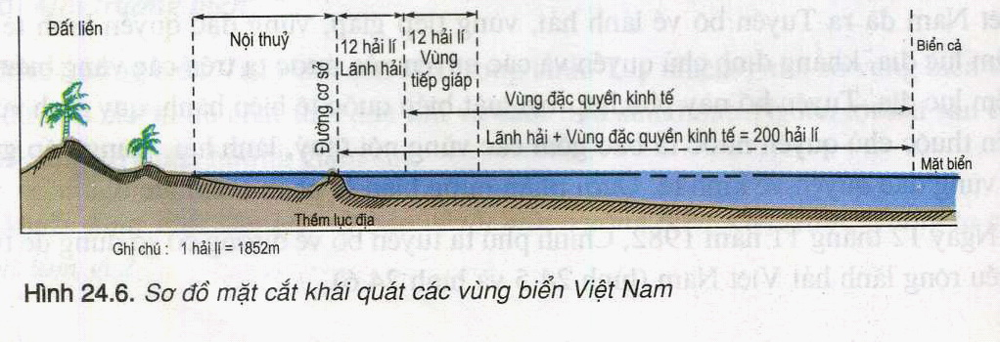 Đất liền
Nội thuỷ
Đường cơ sở
12 hải lí
Lãnh hải
12 hải lí
Vùng
tiếp giáp
Biển cả
Vùng đặc quyền kinh tế
Lãnh hải + Vùng đặc quyền kinh tế = 200 hải lí
Mặt biển
Thềm lục địa
Ghi chú : 1 hải lí = 1852m
Hình 24.6. Sơ đồ mặt cắt khái quát các vùng biển Việt Nam